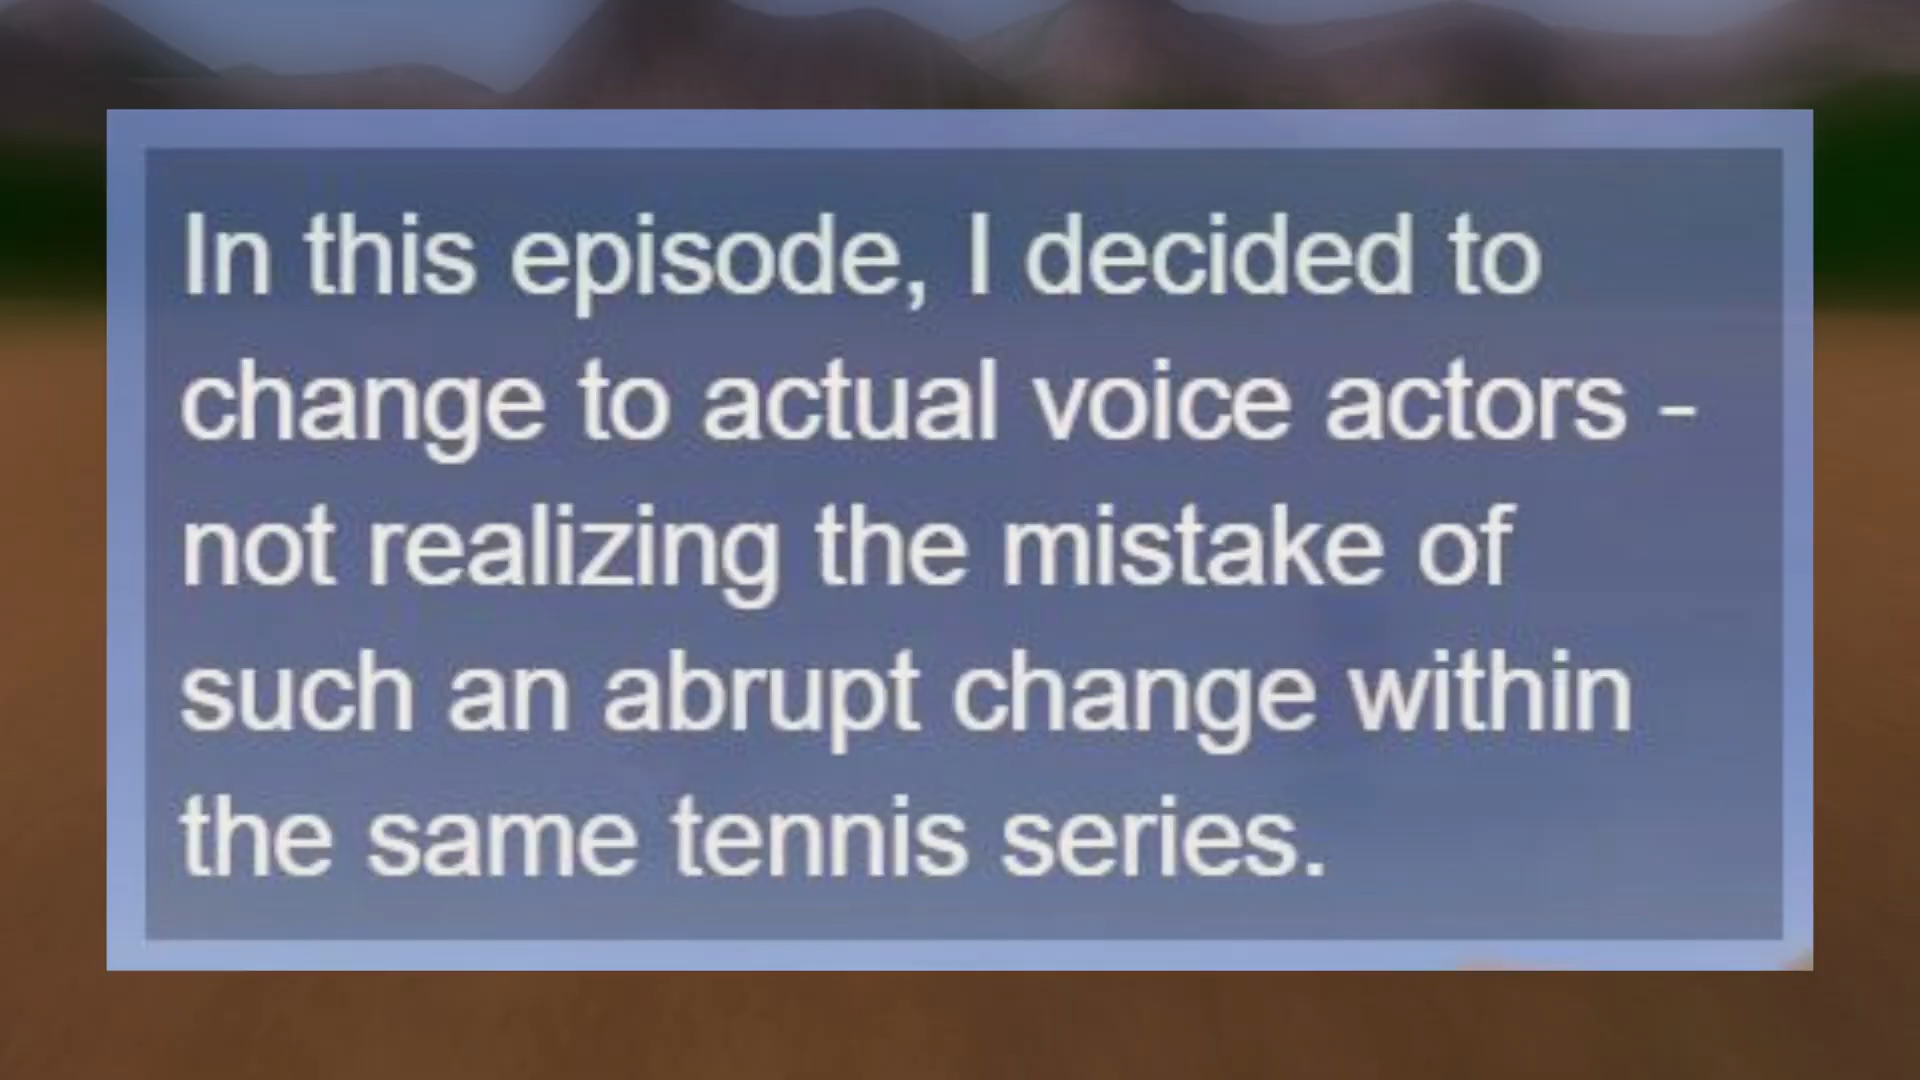 In this episode, I decided to
change to actual voice actors -
not realizing the mistake of
such an abrupt change within
the same tennis series.